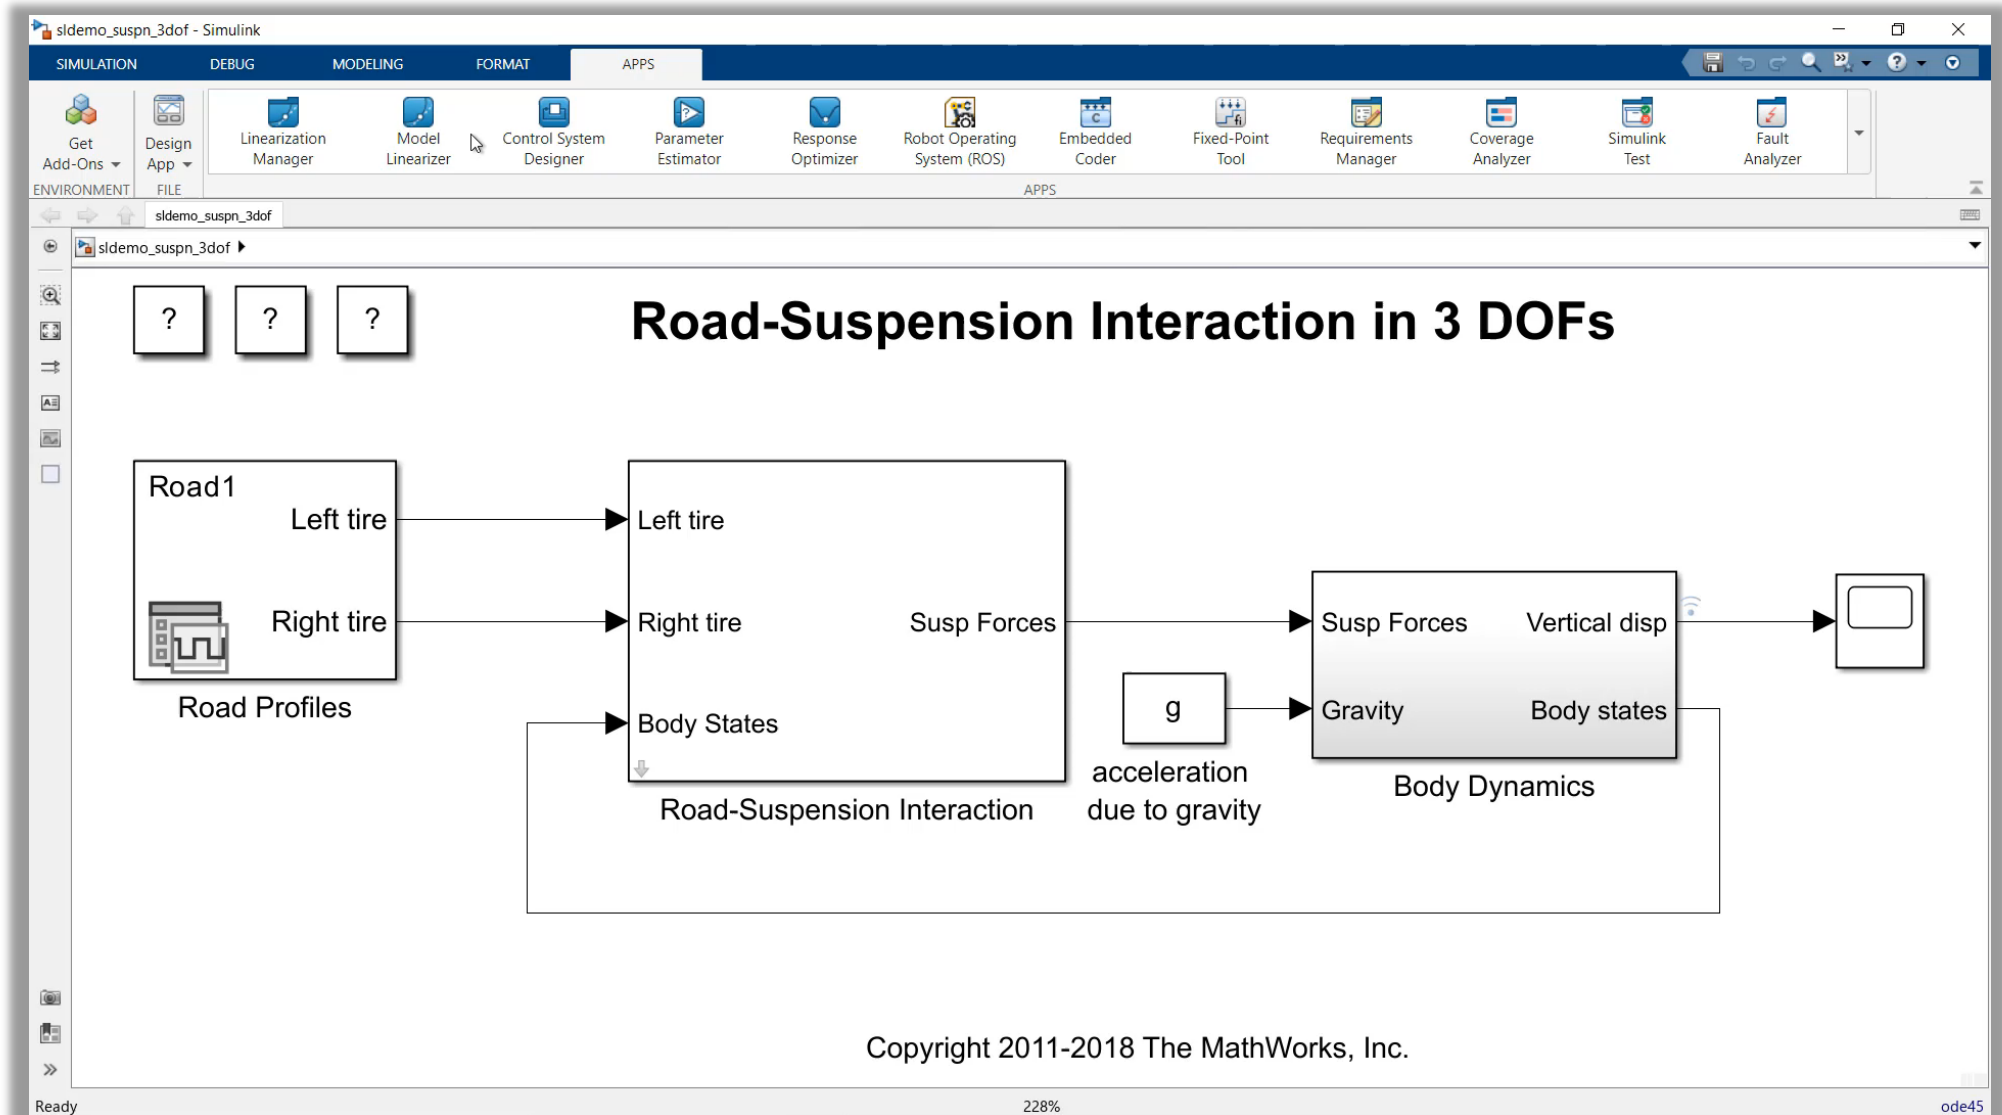 sldemo_suspn_3dof - Simulink
SIMULATION DEBUG MODELING FORMAT APPS
Get Add-Ons
Design App
Linearization Manager
Model Linearizer
Control System Designer
Parameter Estimator
Response Optimizer
Robot Operating System (ROS)
Embedded Coder
Fixed-Point Tool
Requirements Manager
Coverage Analyzer
Simulink Test
Fault Analyzer
ENVIRONMENT FILE APPS
sldemo_suspn_3dof
sldemo_suspn_3dof
? ? ?
Road-Suspension Interaction in 3 DOFs
Road1
Left tire
Right tire
Road Profiles
Left tire
Right tire
Body States
Susp Forces
Road-Suspension Interaction
g
acceleration
due to gravity
Susp Forces
Gravity
Vertical disp
Body states
Body Dynamics
Copyright 2011-2018 The MathWorks, Inc.
Ready 228% ode45